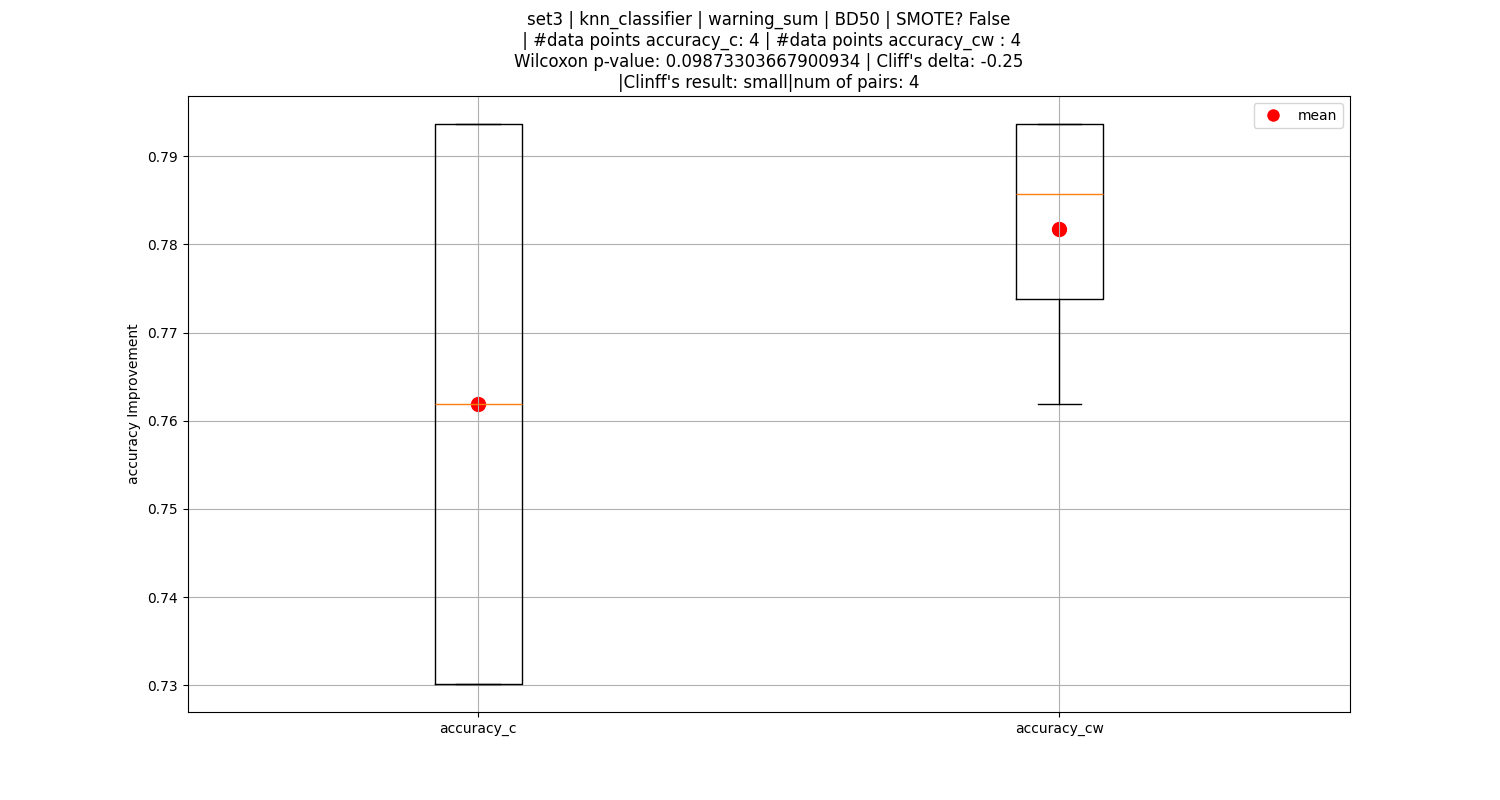 set3 | knn_classifier | warning_sum | BD50 | SMOTE? False
| #data points accuracy_c: 4 | #data points accuracy_cw : 4
Wilcoxon p-value: 0.09873303667900934 | Cliff's delta: -0.25
|Clinff's result: small|num of pairs: 4
mean
accuracy Improvement
0.79
0.78
0.77
0.76
0.75
0.74
0.73
accuracy_c
accuracy_cw